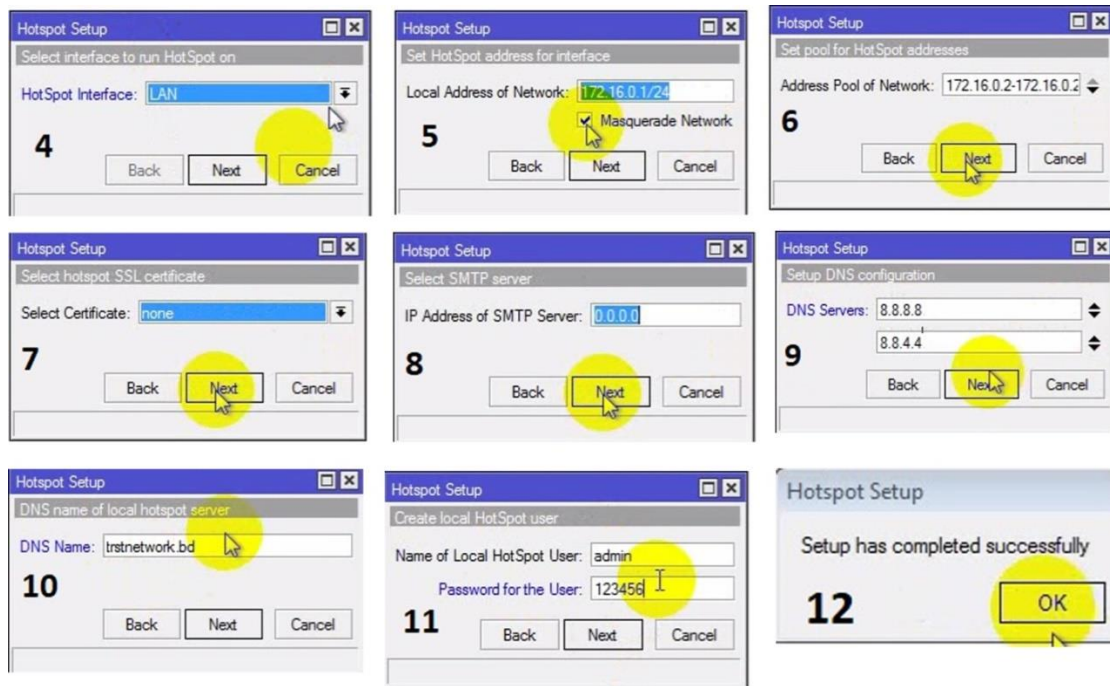 Hotspot Setup
Select interface to run HotSpot on
HotSpot Interface: LAN
4
Back Next Cancel
Hotspot Setup
Set HotSpot address for interface
Local Address of Network: 172.16.0.1/24
Masquerade Network
5
Back Next Cancel
Hotspot Setup
Set pool for HotSpot addresses
Address Pool of Network: 172.16.0.2-172.16.0.2
6
Back Next Cancel
Hotspot Setup
Select hotspot SSL certificate
Select Certificate: none
7
Back Next Cancel
Hotspot Setup
Select SMTP server
IP Address of SMTP Server: 0.0.0.0
8
Back Next Cancel
Hotspot Setup
Setup DNS configuration
DNS Servers: 8.8.8.8
8.8.4.4
9
Back Next Cancel
Hotspot Setup
DNS name of local hotspot server
DNS Name: trstnetwork.bd
10
Back Next Cancel
Hotspot Setup
Create local HotSpot user
Name of Local HotSpot User: admin
Password for the User: 123456
11
Back Next Cancel
Hotspot Setup
Setup has completed successfully
12
OK